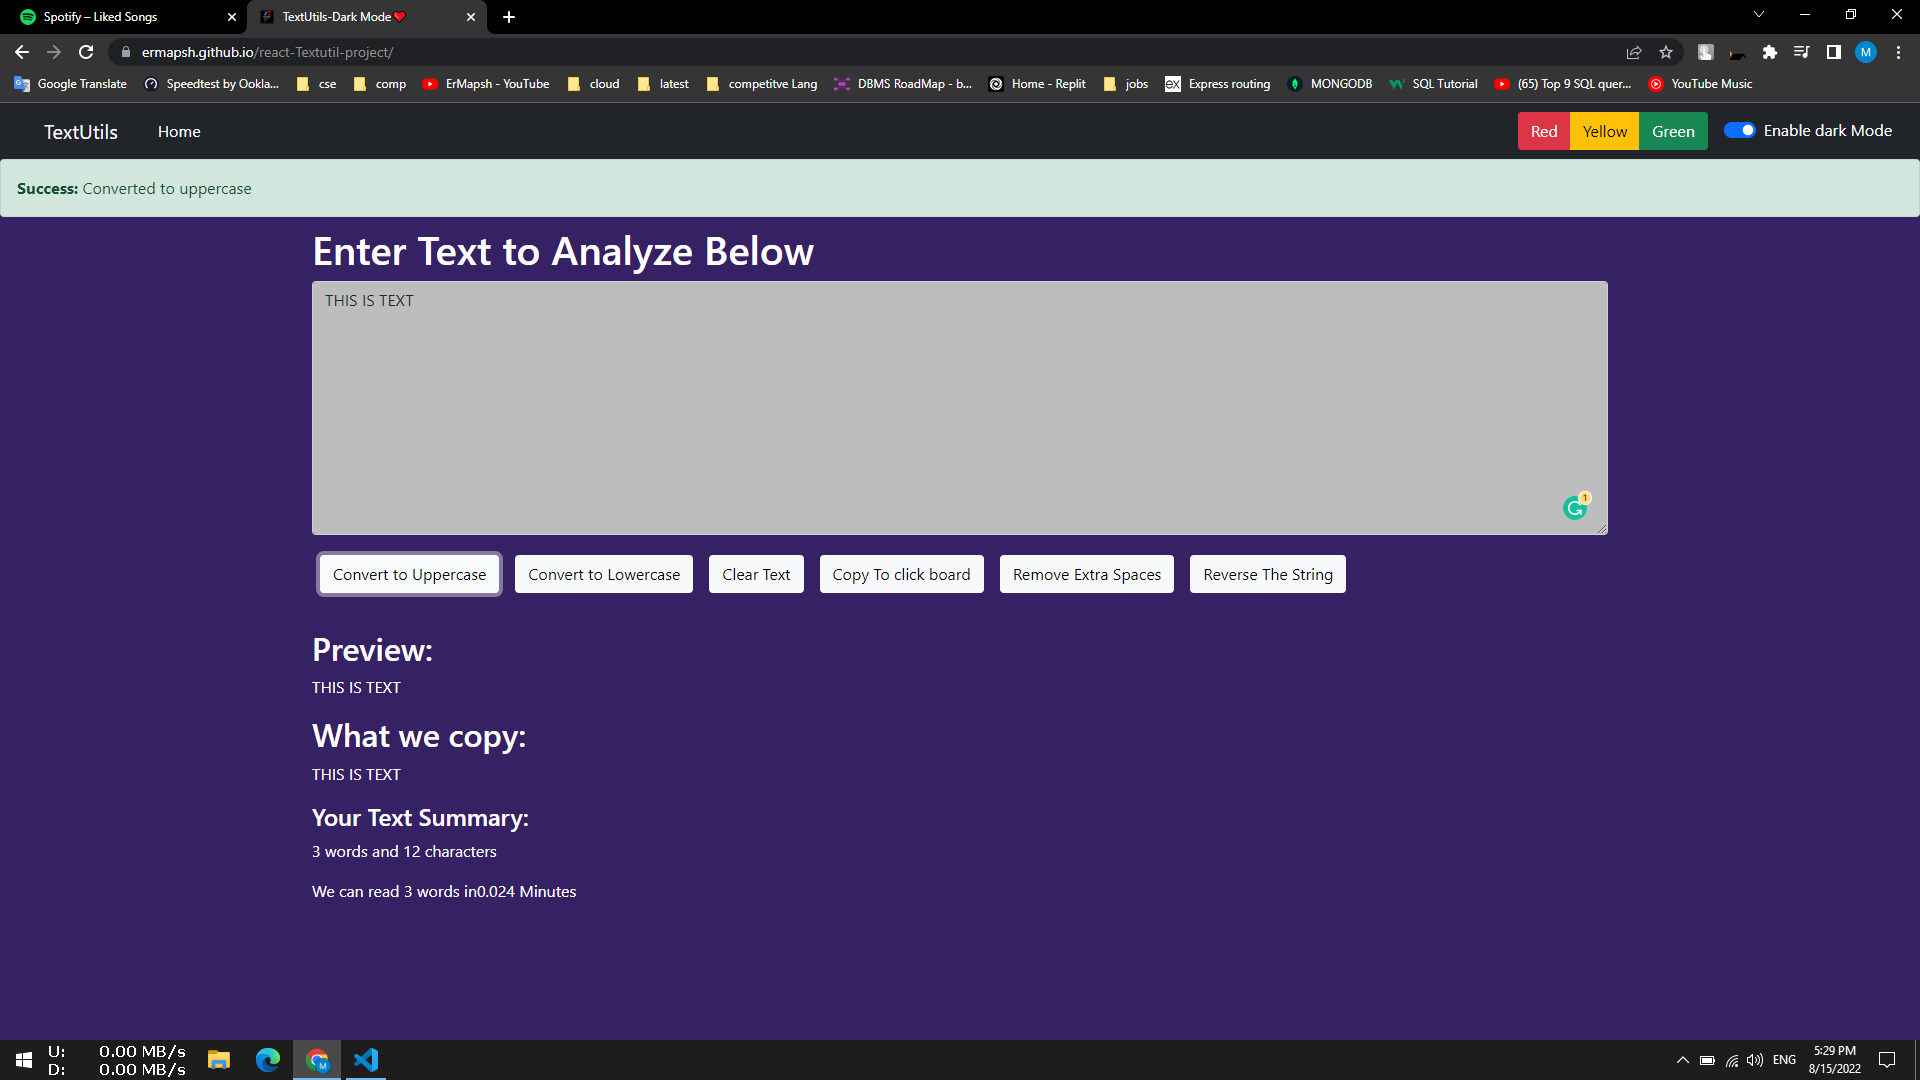 Spotify – Liked Songs
TextUtils-Dark Mode❤️
ermapsh.github.io/react-Textutil-project/
M
Google Translate
Speedtest by Ookla...
cse
comp
ErMapsh - YouTube
cloud
latest
competitve Lang
DBMS RoadMap - b...
Home - Replit
jobs
ex Express routing
MONGODB
SQL Tutorial
(65) Top 9 SQL quer...
YouTube Music
TextUtils Home Red Yellow Green Enable dark Mode
Success: Converted to uppercase
Enter Text to Analyze Below
THIS IS TEXT
1
Convert to Uppercase Convert to Lowercase Clear Text Copy To click board Remove Extra Spaces Reverse The String
Preview:
THIS IS TEXT
What we copy:
THIS IS TEXT
Your Text Summary:
3 words and 12 characters
We can read 3 words in0.024 Minutes
U: 0.00 MB/s
D: 0.00 MB/s
M
ENG
5:29 PM
8/15/2022